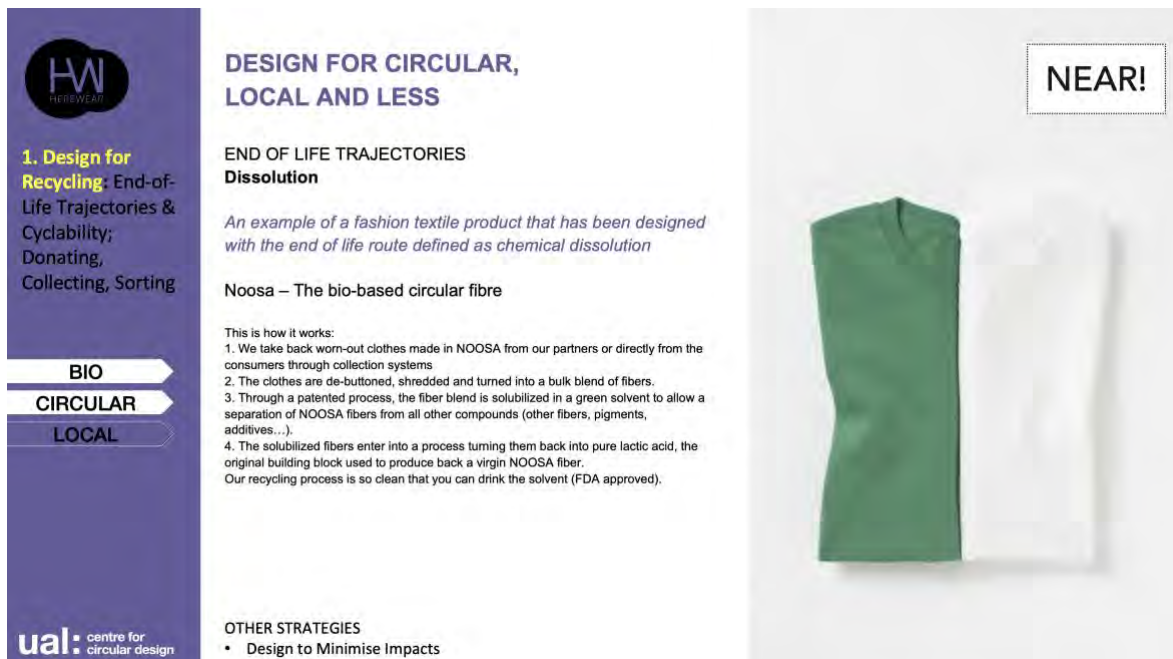 HW
HEREWEAR
1. Design for
Recycling: End-of-
Life Trajectories &
Cyclability;
Donating,
Collecting, Sorting
BIO
CIRCULAR
LOCAL
ual: centre for
circular design
DESIGN FOR CIRCULAR,
LOCAL AND LESS
END OF LIFE TRAJECTORIES
Dissolution
An example of a fashion textile product that has been designed
with the end of life route defined as chemical dissolution
Noosa – The bio-based circular fibre
This is how it works:
1. We take back worn-out clothes made in NOOSA from our partners or directly from the
consumers through collection systems
2. The clothes are de-buttoned, shredded and turned into a bulk blend of fibers.
3. Through a patented process, the fiber blend is solubilized in a green solvent to allow a
separation of NOOSA fibers from all other compounds (other fibers, pigments,
additives…).
4. The solubilized fibers enter into a process turning them back into pure lactic acid, the
original building block used to produce back a virgin NOOSA fiber.
Our recycling process is so clean that you can drink the solvent (FDA approved).
OTHER STRATEGIES
• Design to Minimise Impacts
NEAR!